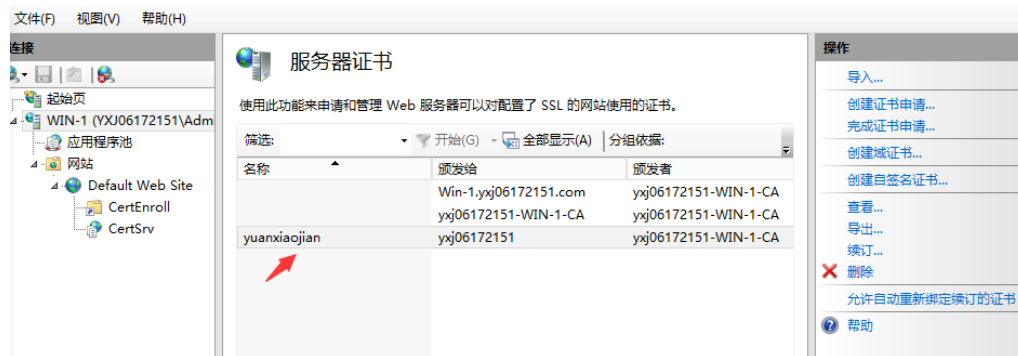 文件(F) 视图(V) 帮助(H)
连接
起始页
WIN-1 (YXJ06172151\Adm
应用程序池
网站
Default Web Site
CertEnroll
CertSrv
服务器证书
使用此功能来申请和管理 Web 服务器可以对配置了 SSL 的网站使用的证书。
筛选: 开始(G) 全部显示(A) 分组依据:
名称 颁发给 颁发者
Win-1.yxj06172151.com yxj06172151-WIN-1-CA
yxj06172151-WIN-1-CA yxj06172151-WIN-1-CA
yuanxiaojian yxj06172151 yxj06172151-WIN-1-CA
操作
导入...
创建证书申请...
完成证书申请...
创建域证书...
创建自签名证书...
查看...
导出...
续订...
删除
允许自动重新绑定续订的证书
帮助